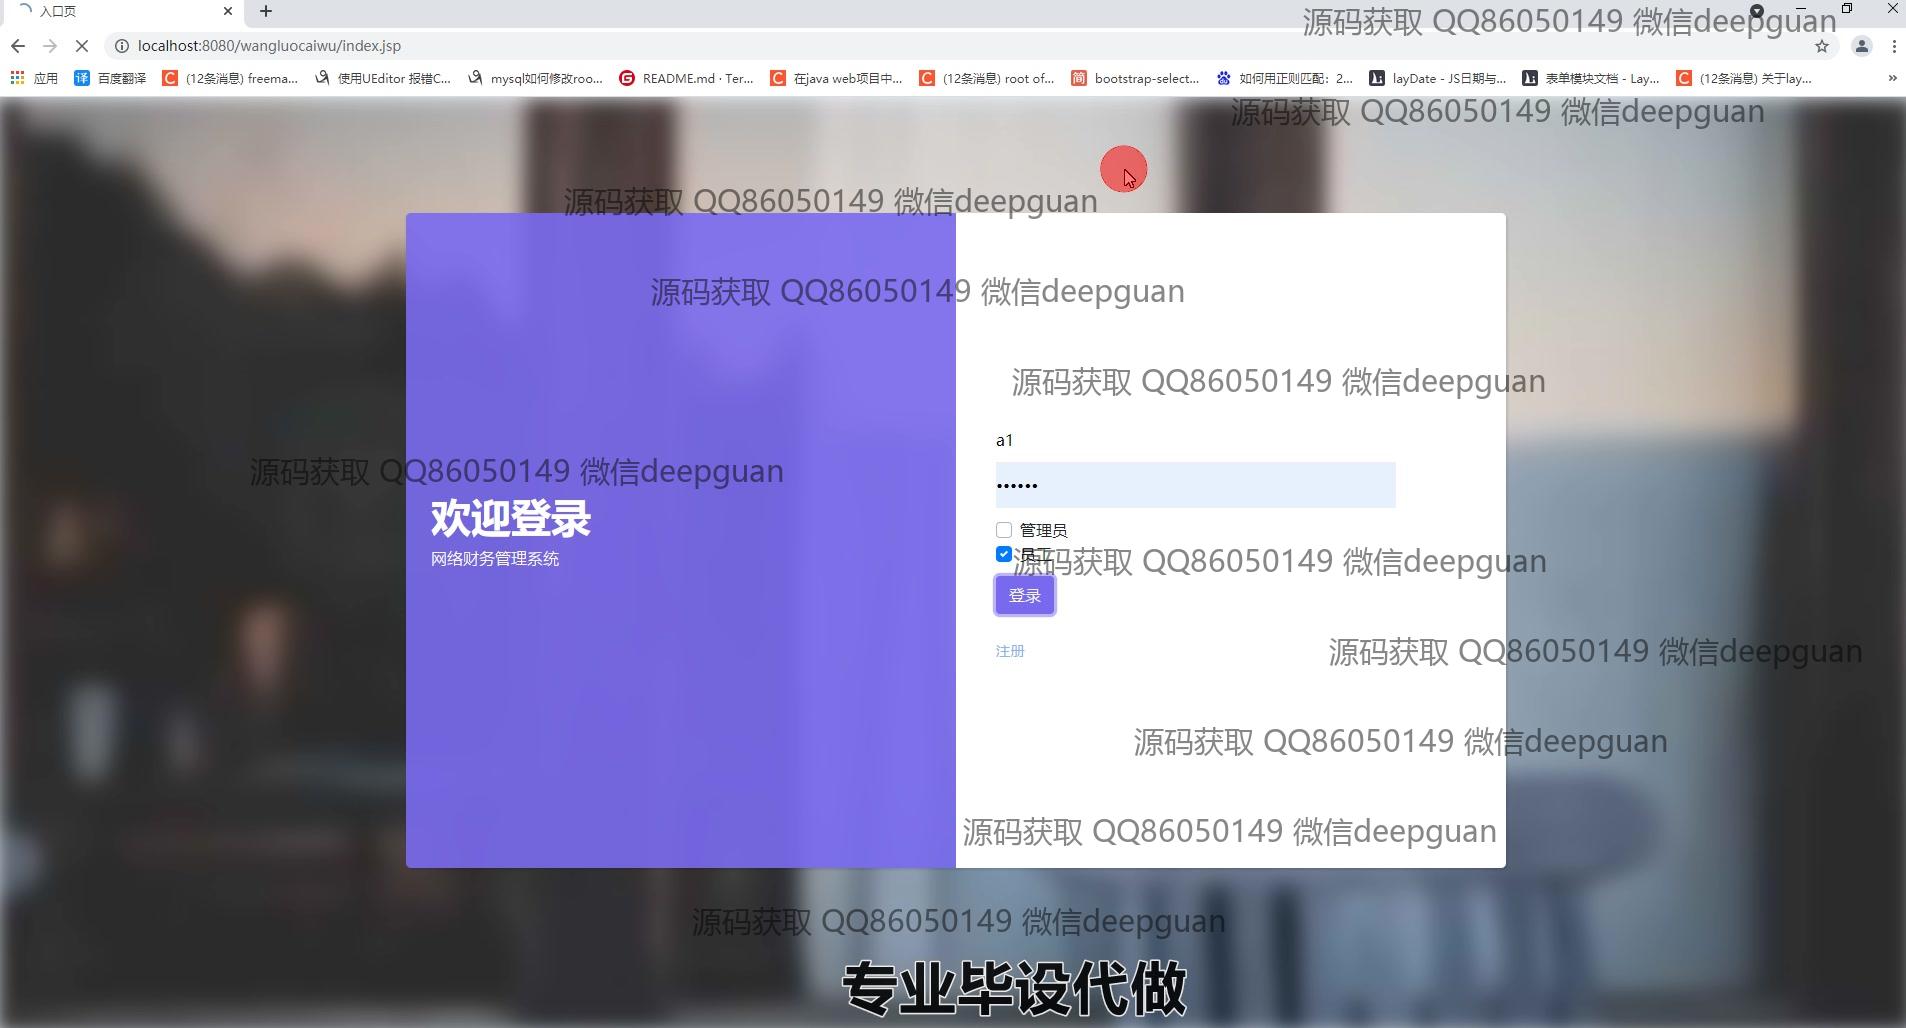 入口页
源码获取 QQ86050149 微信deepguan
localhost:8080/wangluocaiwu/index.jsp
应用
百度翻译
(12条消息) freema...
使用UEditor 报错C...
mysql如何修改roo...
README.md · Ter...
在java web项目中...
(12条消息) root of...
bootstrap-select...
如何用正则匹配：2...
layDate - JS日期与...
表单模块文档 - Lay...
(12条消息) 关于lay...
»
源码获取 QQ86050149 微信deepguan
源码获取 QQ86050149 微信deepguan
源码获取 QQ86050149 微信deepguan
源码获取 QQ86050149 微信deepguan
a1
源码获取 QQ86050149 微信deepguan
欢迎登录
网络财务管理系统
管理员
员工
源码获取 QQ86050149 微信deepguan
登录
注册
源码获取 QQ86050149 微信deepguan
源码获取 QQ86050149 微信deepguan
源码获取 QQ86050149 微信deepguan
源码获取 QQ86050149 微信deepguan
专业毕设代做